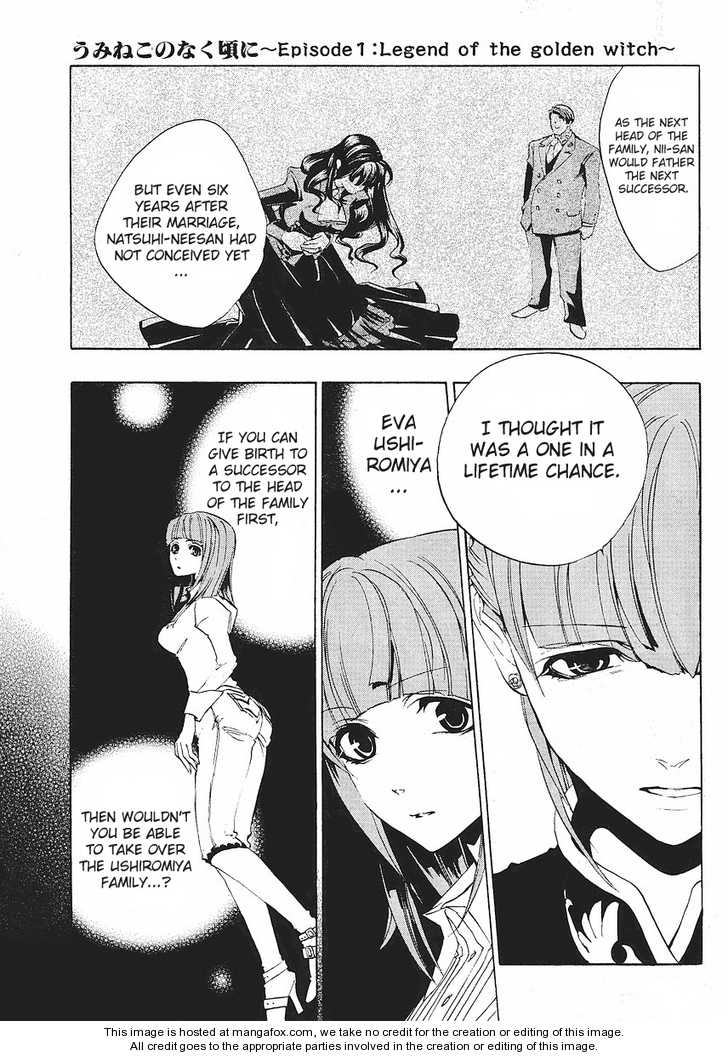 うみねこのなく頃に～Episode1:Legend of the golden witch～
AS THE NEXT
HEAD OF THE
FAMILY, NII-SAN
WOULD FATHER
THE NEXT
SUCCESSOR.
BUT EVEN SIX
YEARS AFTER
THEIR MARRIAGE,
NATSUHI-NEESAN HAD
NOT CONCEIVED YET
...
I THOUGHT IT
WAS A ONE IN A
LIFETIME CHANCE.
EVA
USHI-
ROMIYA
...
IF YOU CAN
GIVE BIRTH TO
A SUCCESSOR
TO THE HEAD
OF THE FAMILY
FIRST,
THEN WOULDN'T
YOU BE ABLE
TO TAKE OVER
THE USHIROMIYA
FAMILY...?
This image is hosted at mangafox.com, we take no credit for the creation or editing of this image.
All credit goes to the appropriate parties involved in the creation or editing of this image.